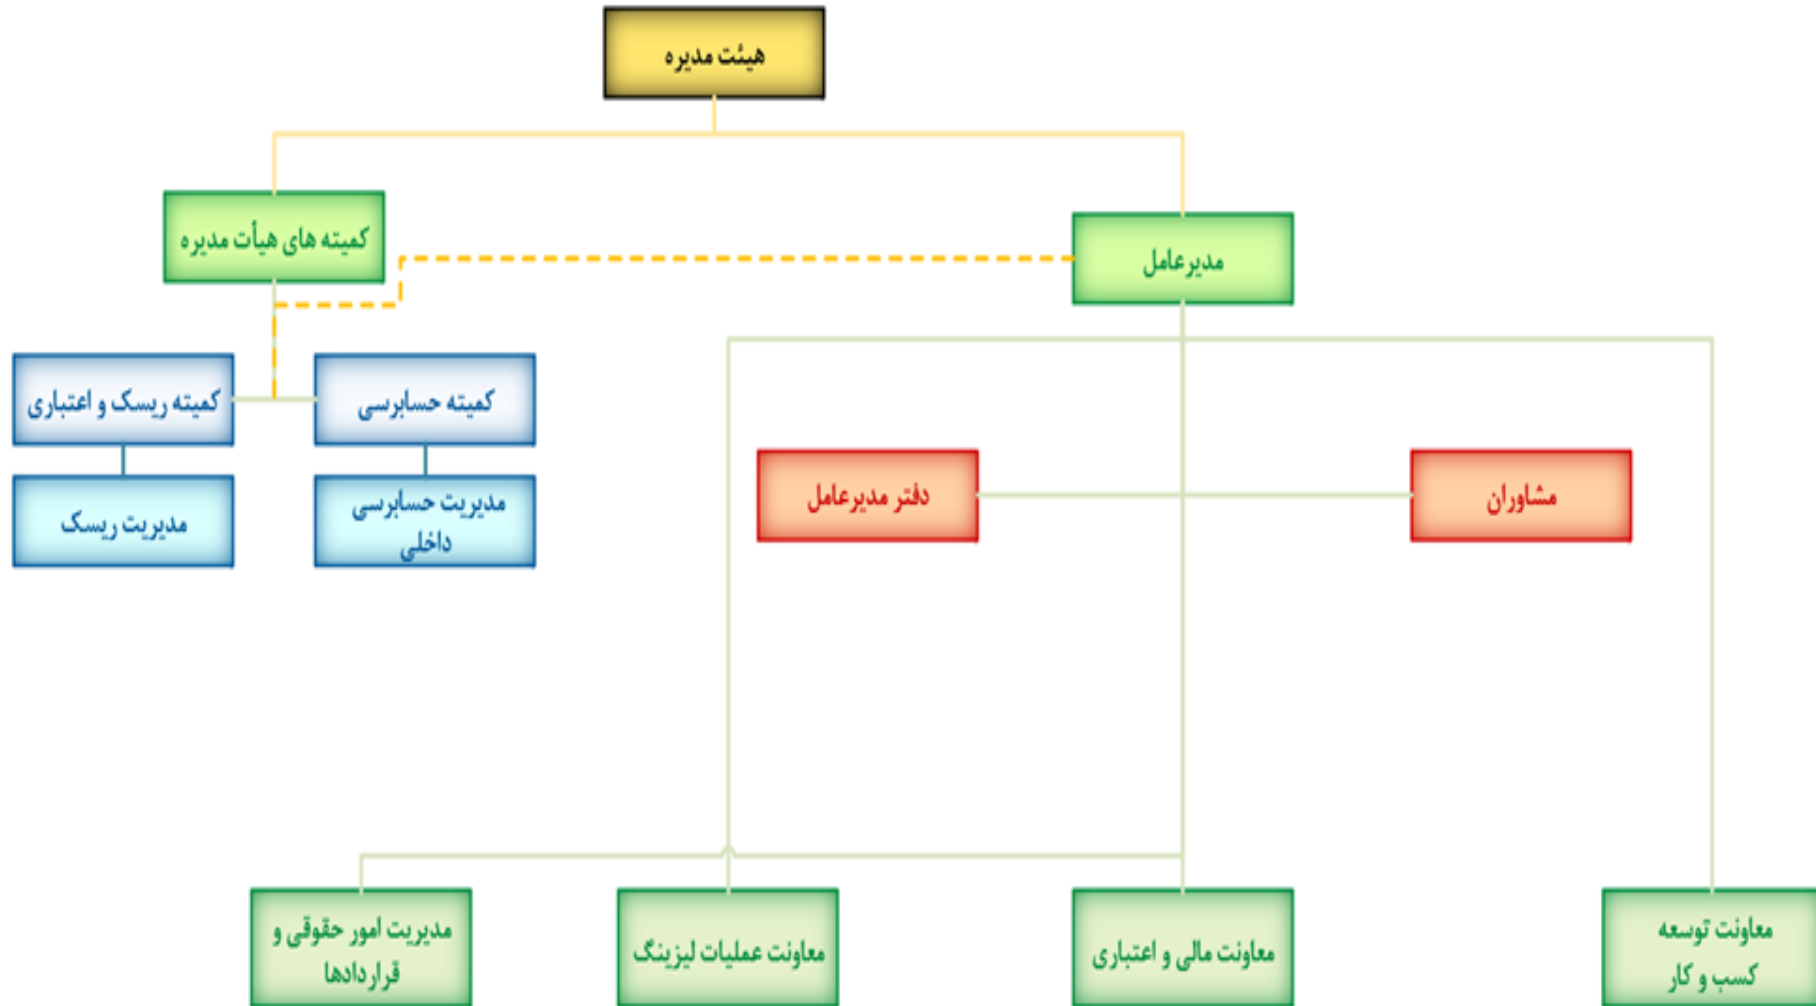 هیئت مدیره
کمیته های هیأت مدیره
مدیرعامل
کمیته ریسک و اعتباری
کمیته حسابرسی
مدیریت ریسک
مدیریت حسابرسی
داخلی
دفتر مدیرعامل
مشاوران
مدیریت امور حقوقی و
قراردادها
معاونت عملیات لیزینگ
معاونت مالی و اعتباری
معاونت توسعه
کسب و کار